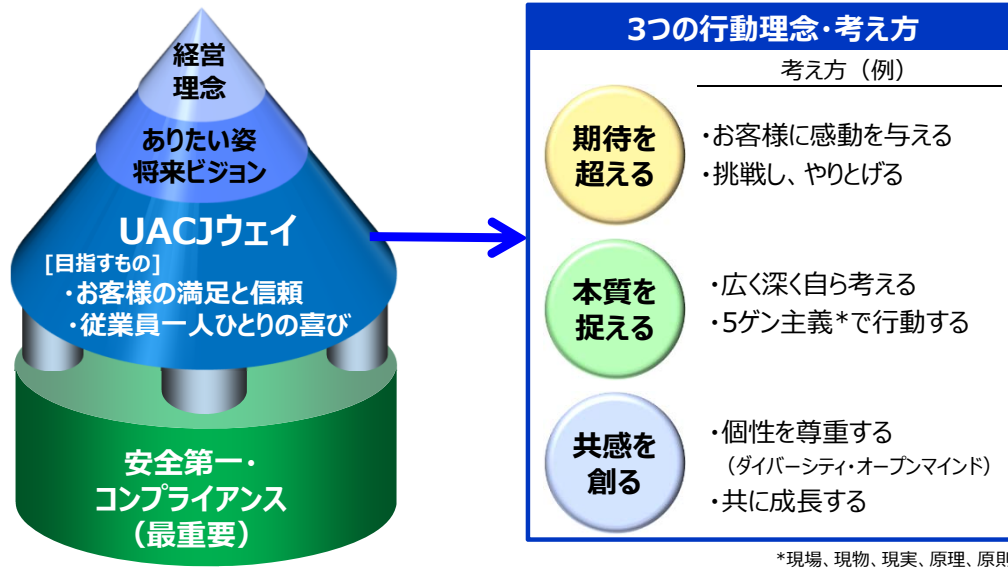 経営
理念
ありたい姿
将来ビジョン
UACJウェイ
[目指すもの]
・お客様の満足と信頼
・従業員一人ひとりの喜び
安全第一・
コンプライアンス
(最重要)
3つの行動理念・考え方
考え方（例）
期待を
超える
・お客様に感動を与える
・挑戦し、やりとげる
本質を
捉える
・広く深く自ら考える
・5ゲン主義*で行動する
共感を
創る
・個性を尊重する
（ダイバーシティ・オープンマインド）
・共に成長する
*現場、現物、現実、原理、原則